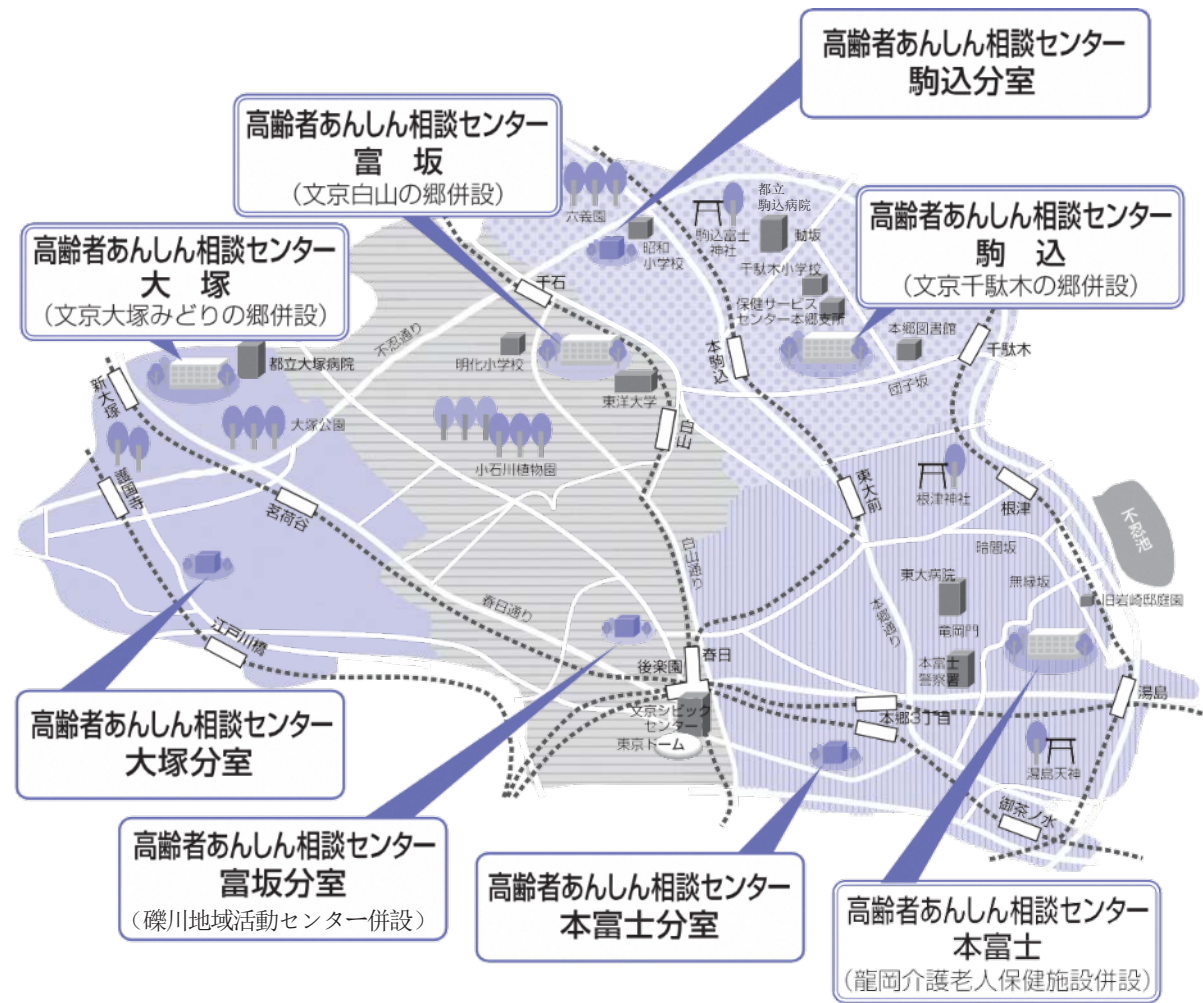 高齢者あんしん相談センター
駒込分室
高齢者あんしん相談センター
富 坂
(文京白山の郷併設)
高齢者あんしん相談センター
駒 込
(文京千駄木の郷併設)
高齢者あんしん相談センター
大 塚
(文京大塚みどりの郷併設)
六義園
昭和
小学校
駒込富士
神社
都立
駒込病院
動坂
千駄木小学校
保健サービス
センター本郷支所
本郷図書館
千駄木
団子坂
千石
本駒込
不忍通り
明化小学校
東洋大学
白山
都立大塚病院
新大塚
大塚公園
護国寺
茗荷谷
小石川植物園
東大前
根津神社
根津
不忍池
暗闇坂
無縁坂
旧岩崎邸庭園
東大病院
竜岡門
本富士
警察署
本郷通り
白山通り
春日通り
江戸川橋
後楽園
春日
文京シビック
センター
東京ドーム
本郷3丁目
湯島
湯島天神
御茶ノ水
高齢者あんしん相談センター
大塚分室
高齢者あんしん相談センター
富坂分室
(礫川地域活動センター併設)
高齢者あんしん相談センター
本富士分室
高齢者あんしん相談センター
本富士
(龍岡介護老人保健施設併設)